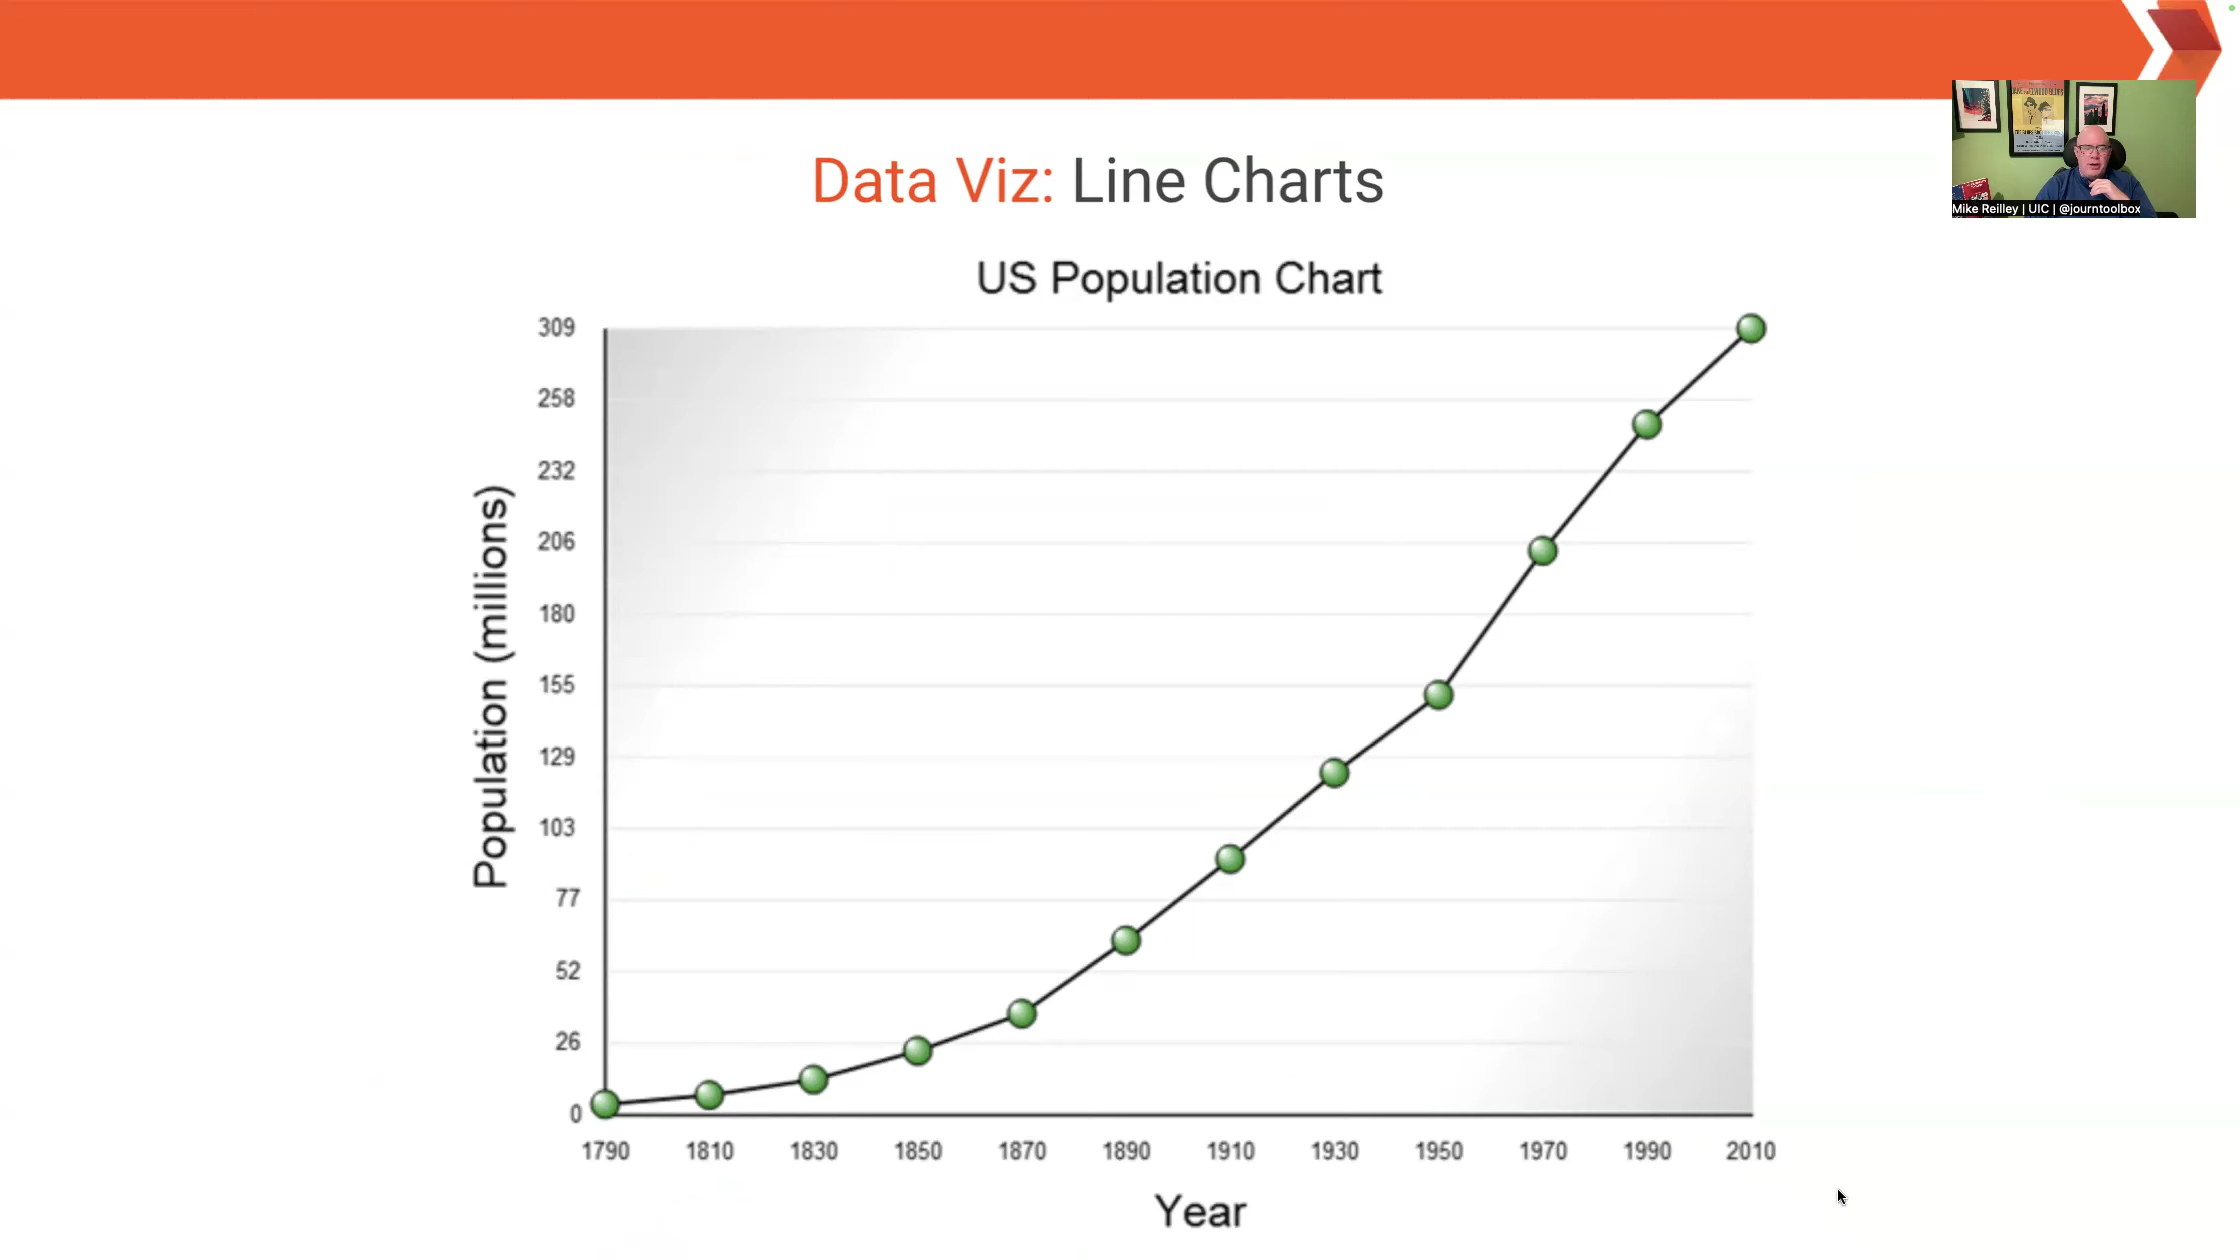 Data Viz: Line Charts
Mike Reilley | UIC | @journtoolbox
US Population Chart
309
258
232
206
180
155
129
103
77
52
26
0
Population (millions)
1790 1810 1830 1850 1870 1890 1910 1930 1950 1970 1990 2010
Year